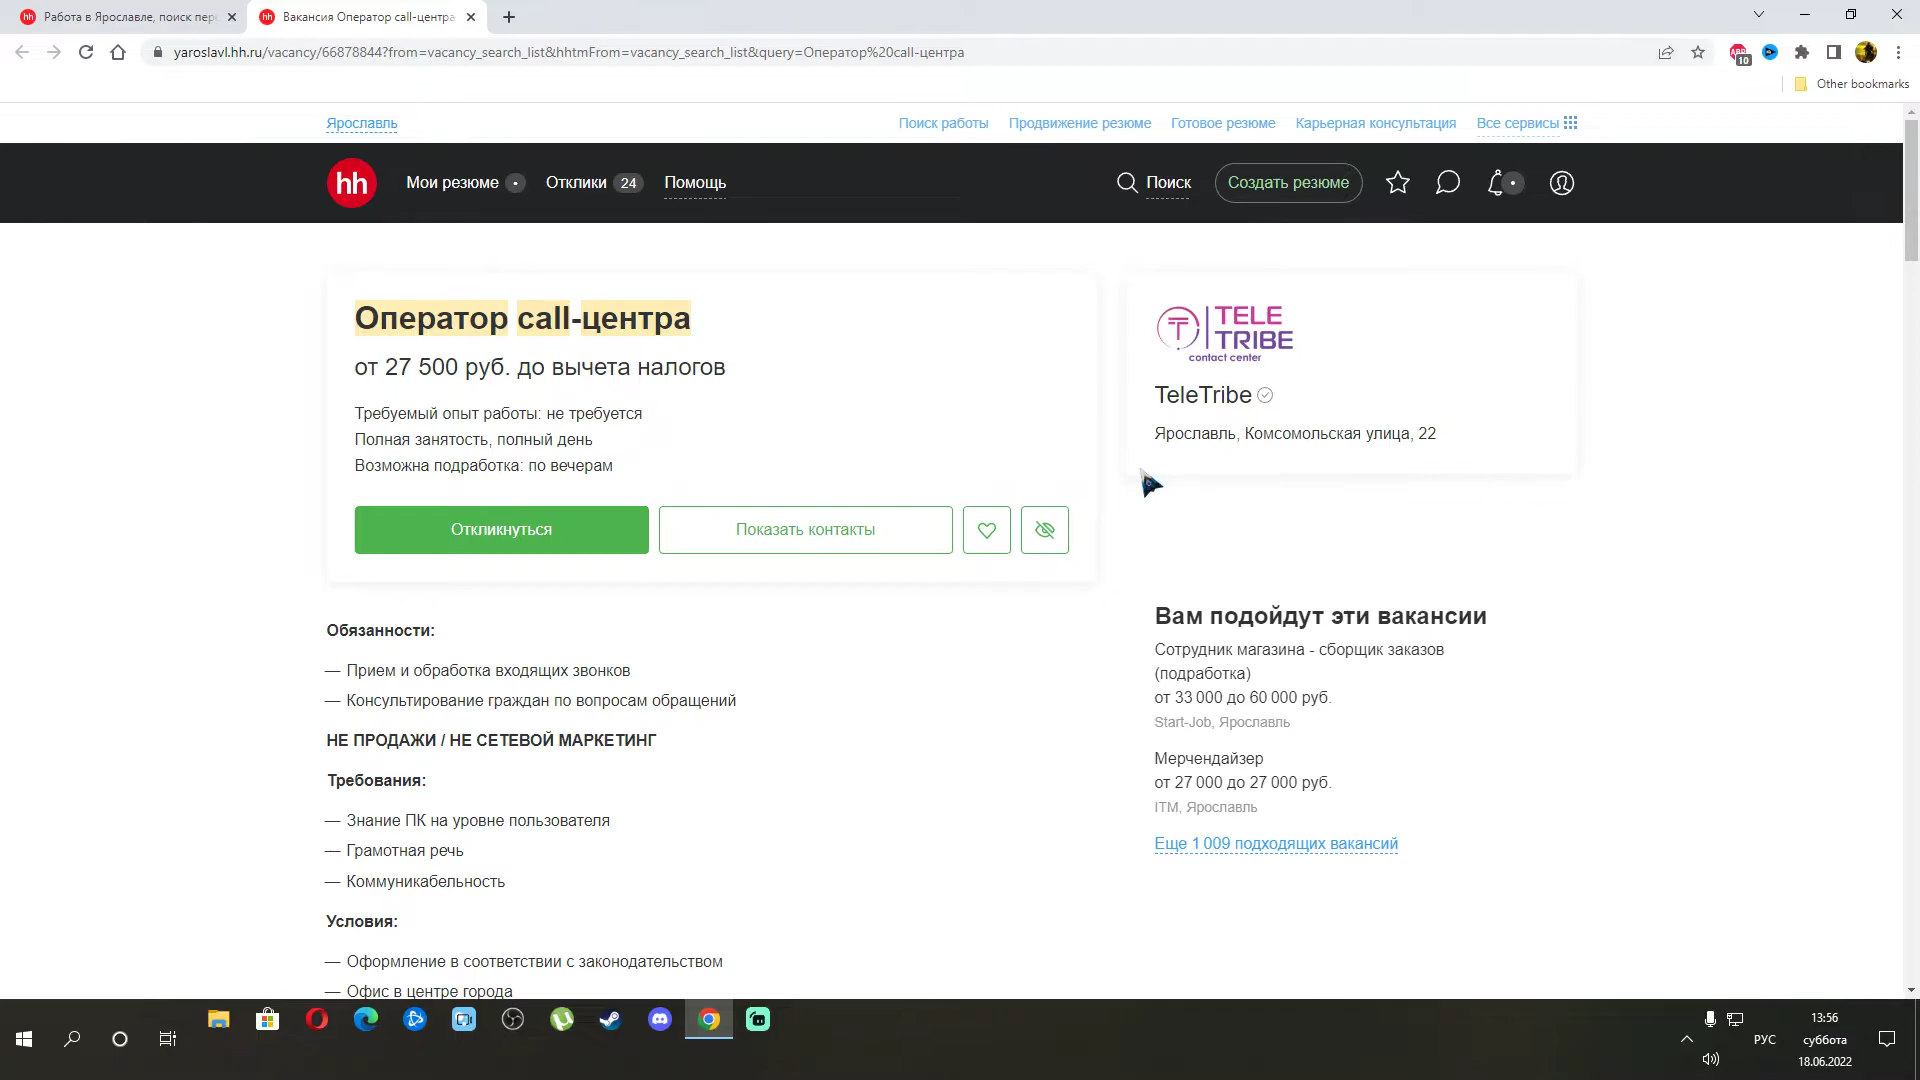 Работа в Ярославле, поиск пер
Вакансия Оператор call-центра
yaroslavl.hh.ru/vacancy/66878844?from=vacancy_search_list&hhtmFrom=vacancy_search_list&query=Оператор%20call-центра
10
Other bookmarks
Ярославль
Поиск работы Продвижение резюме Готовое резюме Карьерная консультация Все сервисы
hh Мои резюме Отклики 24 Помощь Поиск Создать резюме
Оператор call-центра
от 27 500 руб. до вычета налогов
Требуемый опыт работы: не требуется
Полная занятость, полный день
Возможна подработка: по вечерам
Откликнуться Показать контакты
TELE
TRIBE
contact center
TeleTribe
Ярославль, Комсомольская улица, 22
Обязанности:
— Прием и обработка входящих звонков
— Консультирование граждан по вопросам обращений
НЕ ПРОДАЖИ / НЕ СЕТЕВОЙ МАРКЕТИНГ
Требования:
— Знание ПК на уровне пользователя
— Грамотная речь
— Коммуникабельность
Условия:
— Оформление в соответствии с законодательством
— Офис в центре города
Вам подойдут эти вакансии
Сотрудник магазина - сборщик заказов
(подработка)
от 33 000 до 60 000 руб.
Start-Job, Ярославль
Мерчендайзер
от 27 000 до 27 000 руб.
ITM, Ярославль
Еще 1 009 подходящих вакансий
РУС
13:56
суббота
18.06.2022